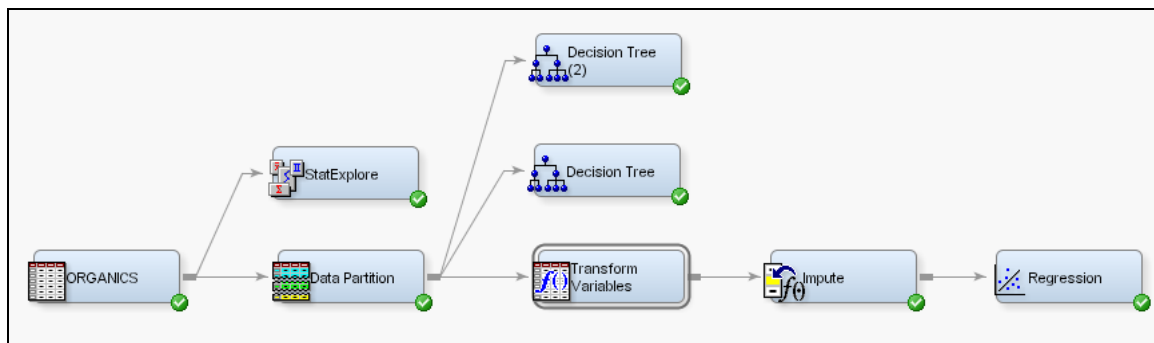 Decision Tree
(2)
StatExplore
Decision Tree
ORGANICS
Data Partition
Transform
Variables
Impute
Regression